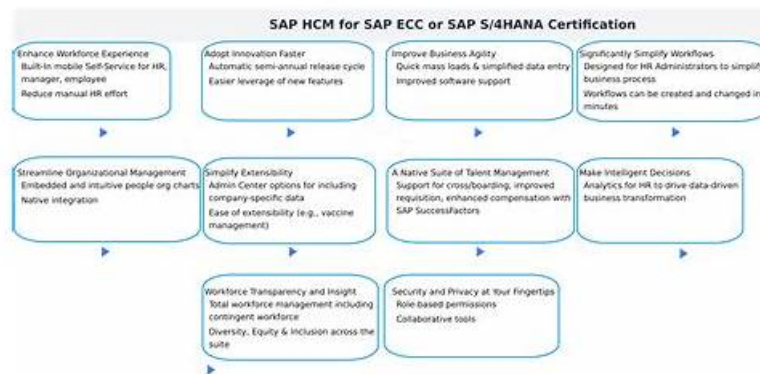 SAP HCM for SAP ECC or SAP S/4HANA Certification
Enhance Workforce Experience
Built-In mobile Self-Service for HR,
manager, employee
Reduce manual HR effort
Adopt Innovation Faster
Automatic semi-annual release cycle
Easier leverage of new features
Improve Business Agility
Quick mass loads & simplified data entry
Improved software support
Significantly Simplify Workflows
Designed for HR Administrators to simplify
business process
Workflows can be created and changed in
minutes
Streamline Organizational Management
Embedded and intuitive people org charts
Native integration
Simplify Extensibility
Admin Center options for including
company-specific data
Ease of extensibility (e.g., vaccine
management)
A Native Suite of Talent Management
Support for cross/boarding, improved
requisition, enhanced compensation with
SAP SuccessFactors
Make Intelligent Decisions
Analytics for HR to drive data-driven
business transformation
Workforce Transparency and Insight
Total workforce management including
contingent workforce
Diversity, Equity & Inclusion across the
suite
Security and Privacy at Your Fingertips
Role-based permissions
Collaborative tools